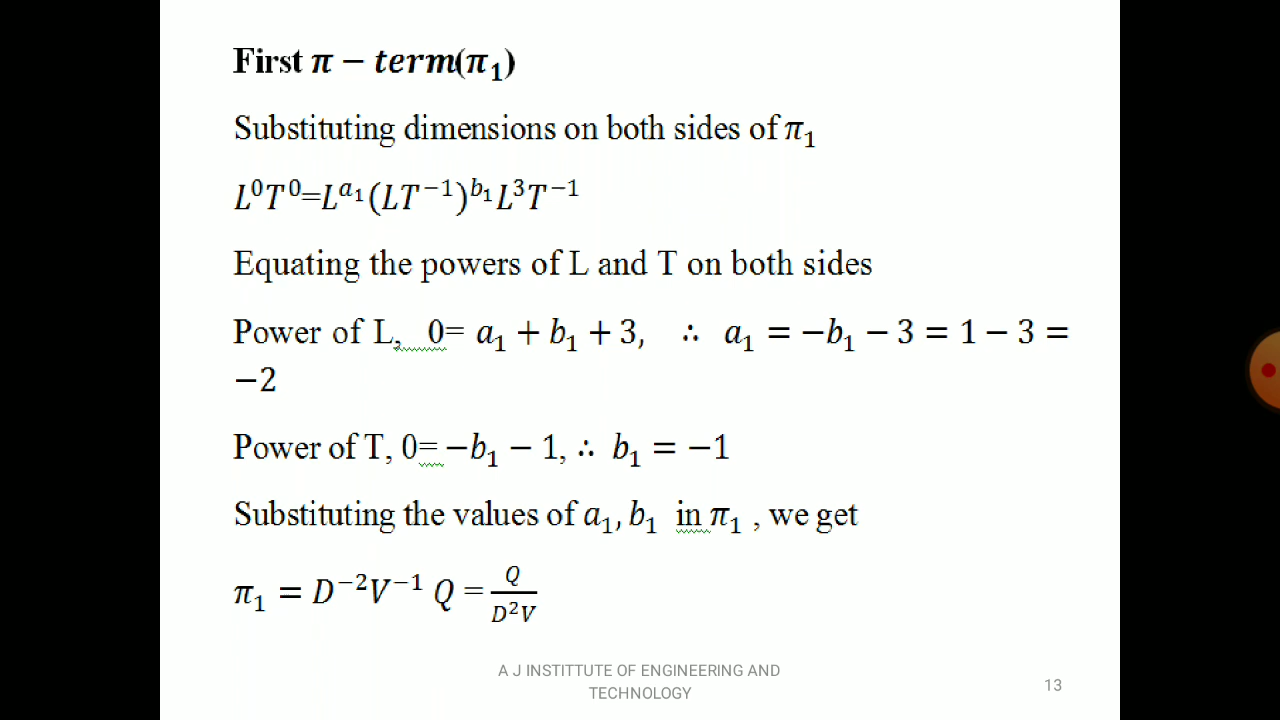 First π − term(π₁)
Substituting dimensions on both sides of π₁
L⁰T⁰=L^a₁(LT⁻¹)^b₁L³T⁻¹
Equating the powers of L and T on both sides
Power of L, 0= a₁ + b₁ + 3, ∴ a₁ = −b₁ − 3 = 1 − 3 =
−2
Power of T, 0= −b₁ − 1, ∴ b₁ = −1
Substituting the values of a₁, b₁ in π₁ , we get
π₁ = D⁻²V⁻¹ Q = Q/D²V
A J INSTITTUTE OF ENGINEERING AND
TECHNOLOGY
13